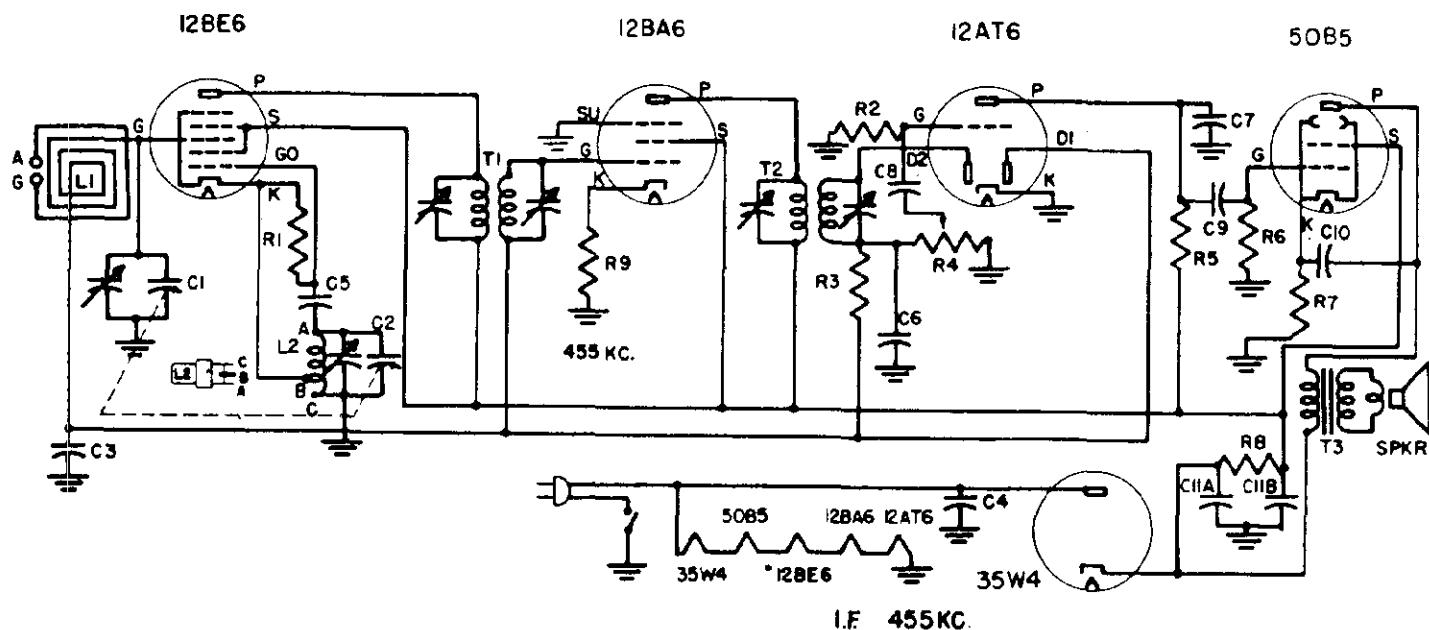 12BE6
12BA6
12AT6
50B5
P
G
S
GO
K
A
G
L1
R1
C1
C5
A
C2
L2
B
C
L2
C
B
A
C3
T1
SU
P
G
S
K
R9
455 KC.
T2
R2
G
P
D2
D1
C8
K
R3
R4
C6
C7
C9
R5
R6
P
G
S
K
C10
R7
T3
SPKR
R8
C11A
C11B
C4
50B5
12BA6 12AT6
35W4
*12BE6
35W4
I.F. 455KC.